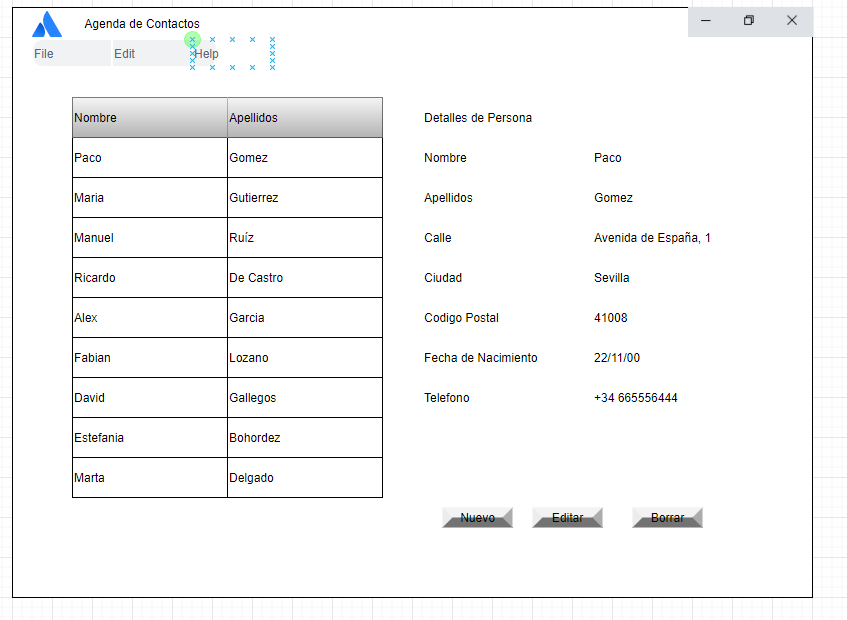 Agenda de Contactos
File Edit Help
Nombre Apellidos
Paco Gomez
Maria Gutierrez
Manuel Ruíz
Ricardo De Castro
Alex Garcia
Fabian Lozano
David Gallegos
Estefania Bohordez
Marta Delgado
Detalles de Persona
Nombre Paco
Apellidos Gomez
Calle Avenida de España, 1
Ciudad Sevilla
Codigo Postal 41008
Fecha de Nacimiento 22/11/00
Telefono +34 665556444
Nuevo Editar Borrar